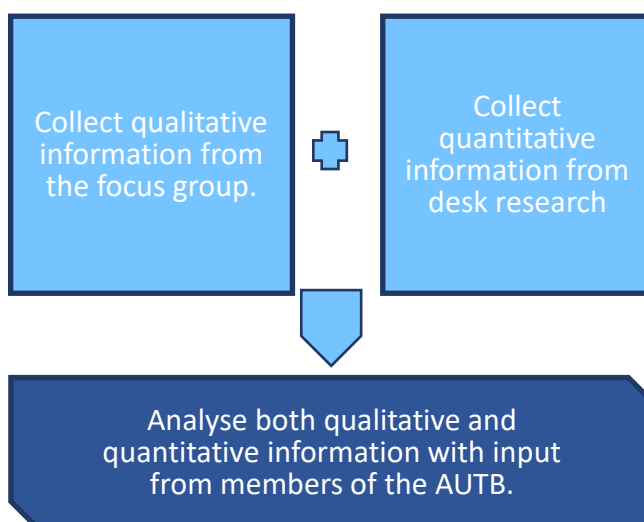 Collect qualitative
information from
the focus group.
Collect
quantitative
information from
desk research
Analyse both qualitative and
quantitative information with input
from members of the AUTB.